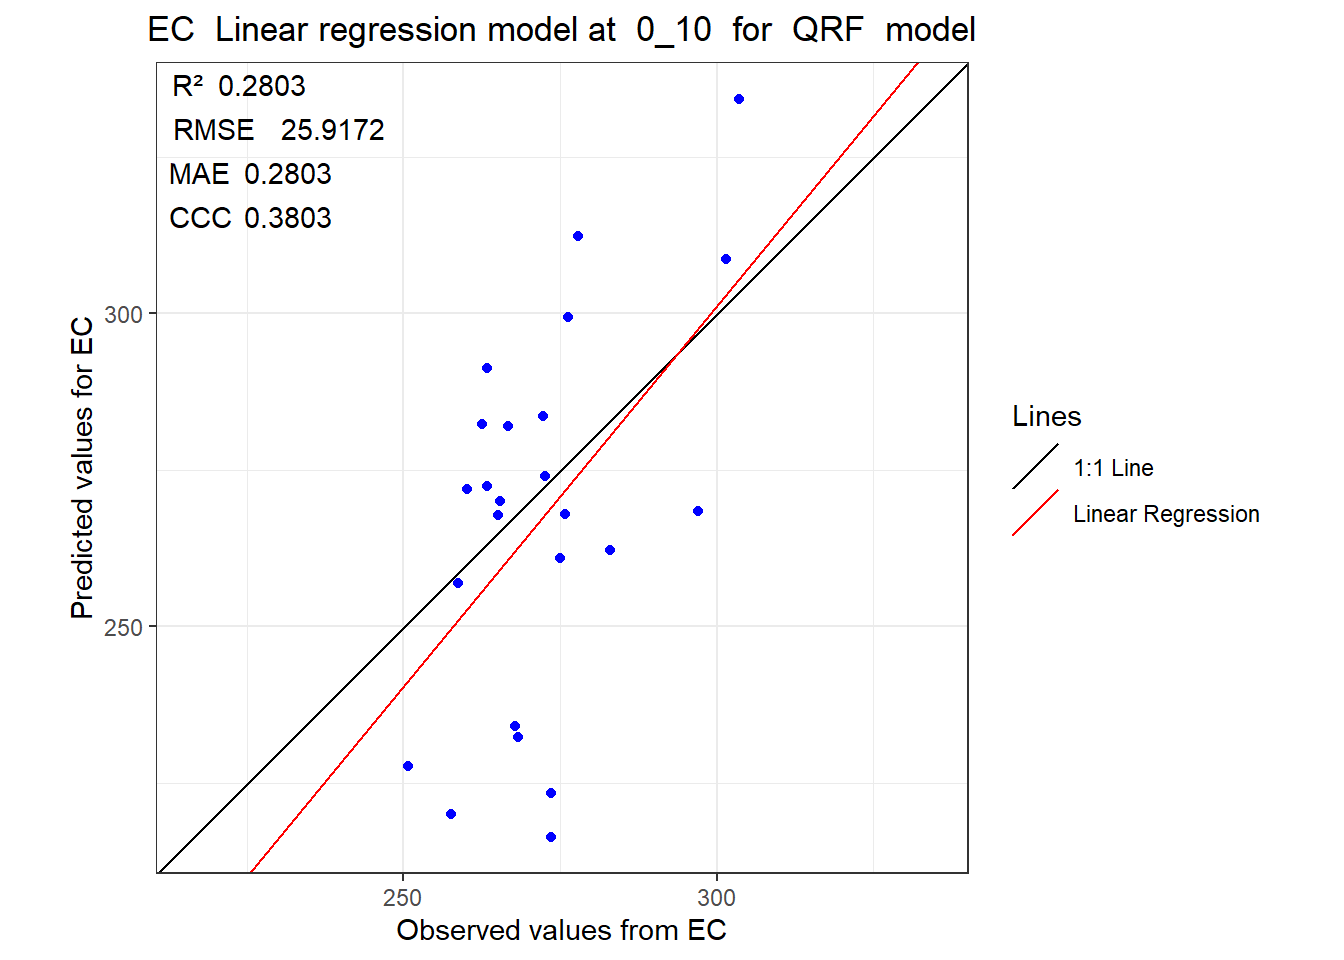 EC  Linear regression model at  0_10  for  QRF  model
R²  0.2803
RMSE  25.9172
MAE  0.2803
CCC  0.3803
300
250
Predicted values for EC
250
300
Observed values from EC
Lines
1:1 Line
Linear Regression